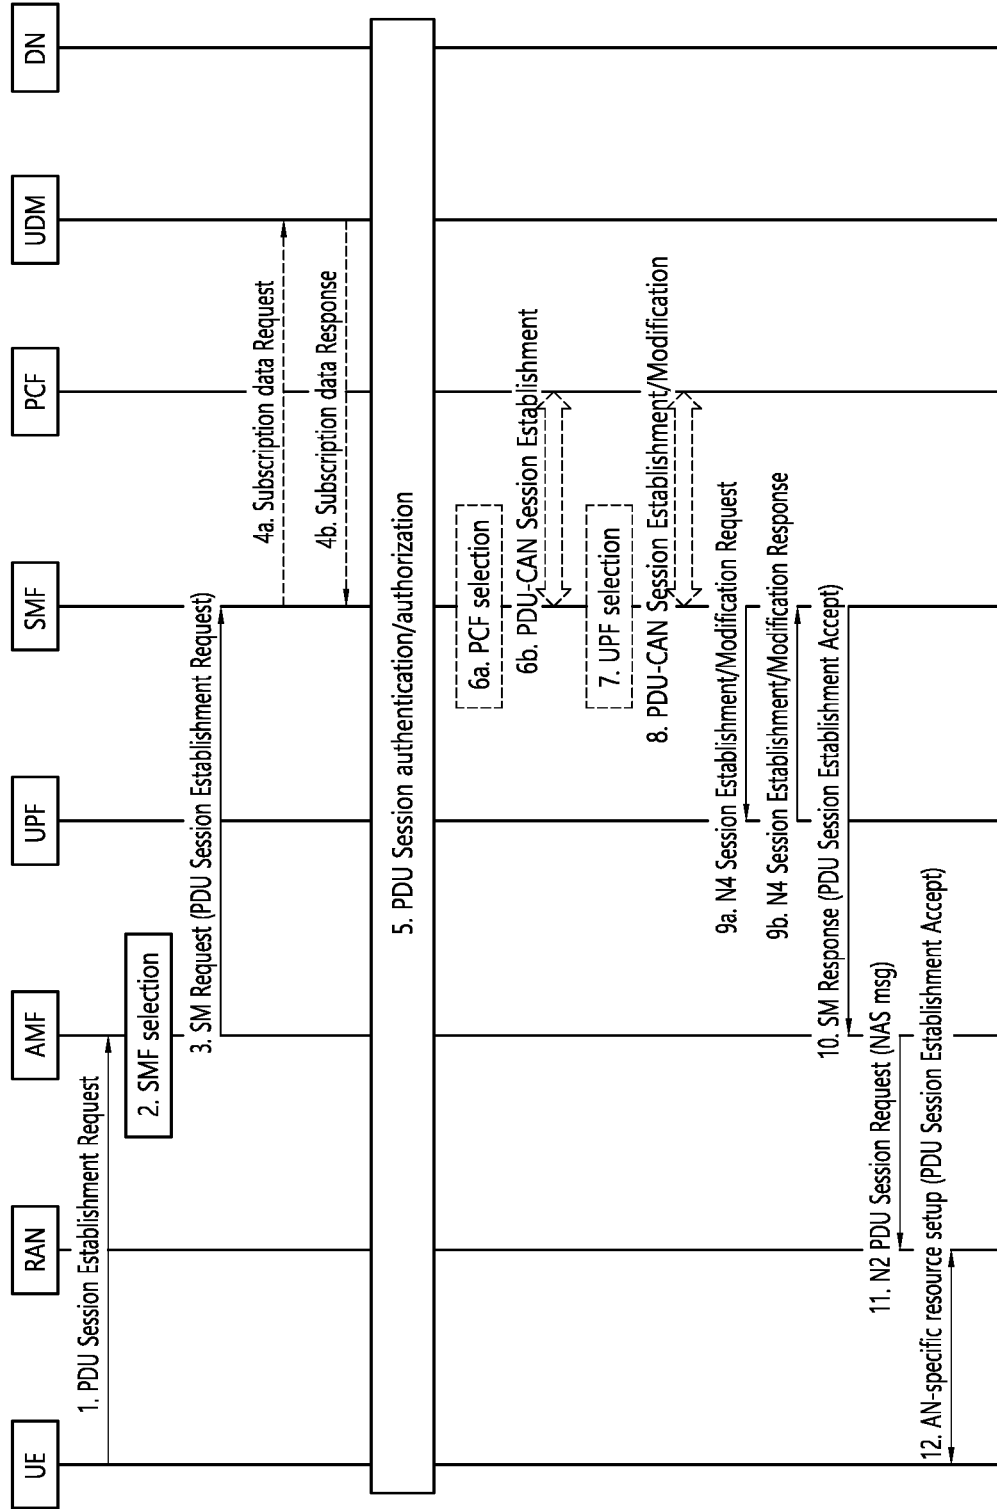 UE
RAN
AMF
UPF
SMF
PCF
UDM
DN
1. PDU Session Establishment Request
2. SMF selection
3. SM Request (PDU Session Establishment Request)
4a. Subscription data Request
4b. Subscription data Response
5. PDU Session authentication/authorization
6a. PCF selection
6b. PDU-CAN Session Establishment
7. UPF selection
8. PDU-CAN Session Establishment/Modification
9a. N4 Session Establishment/Modification Request
9b. N4 Session Establishment/Modification Response
10. SM Response (PDU Session Establishment Accept)
11. N2 PDU Session Request (NAS msg)
12. AN-specific resource setup (PDU Session Establishment Accept)